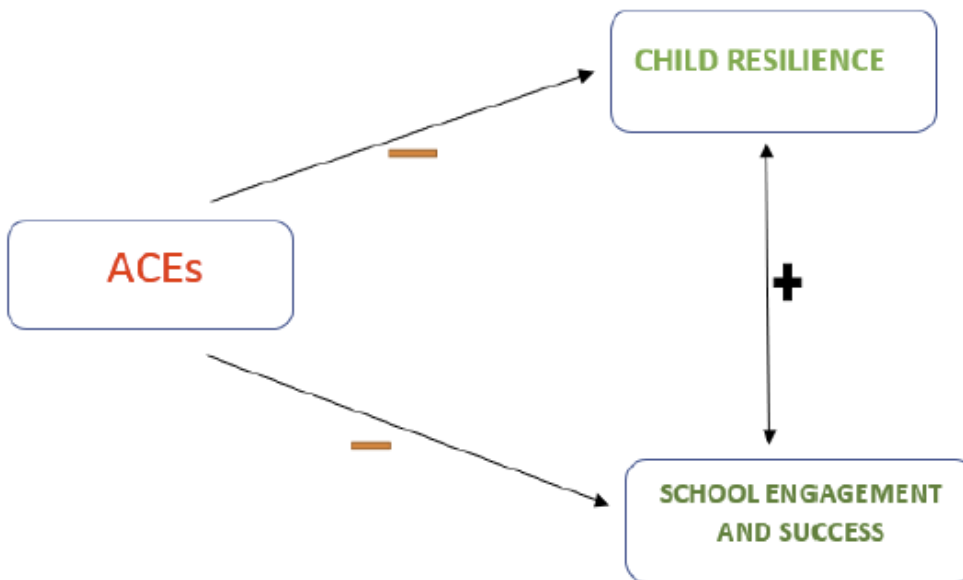 CHILD RESILIENCE
ACEs
SCHOOL ENGAGEMENT
AND SUCCESS